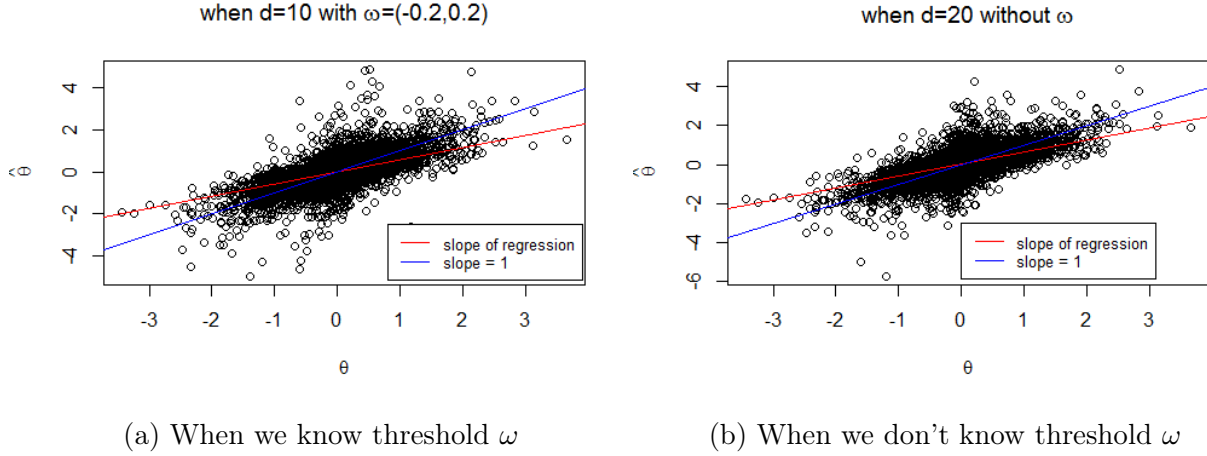 when d=10 with ω=(-0.2,0.2)
4
2
0
-2
-4
θ̂
-3 -2 -1 0 1 2 3
θ
slope of regression
slope = 1
(a) When we know threshold ω
when d=20 without ω
4
2
0
-2
-4
-6
θ̂
-3 -2 -1 0 1 2 3
θ
slope of regression
slope = 1
(b) When we don't know threshold ω